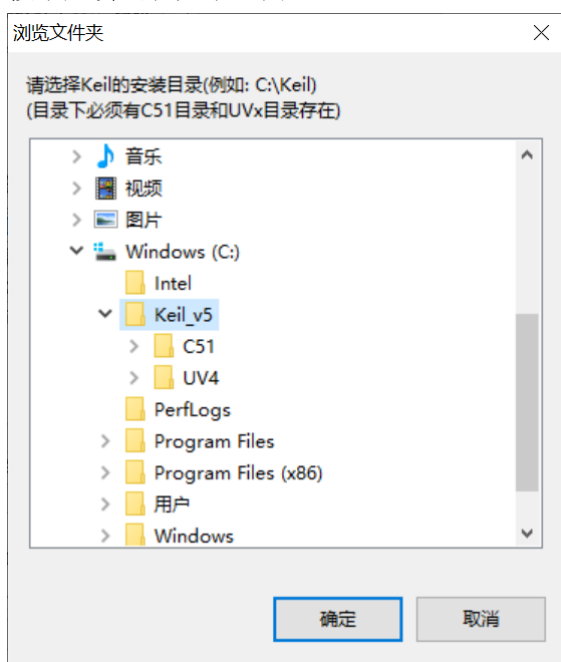 浏览文件夹
请选择Keil的安装目录(例如: C:\Keil)
(目录下必须有C51目录和UVx目录存在)
音乐
视频
图片
Windows (C:)
Intel
Keil_v5
C51
UV4
PerfLogs
Program Files
Program Files (x86)
用户
Windows
确定
取消